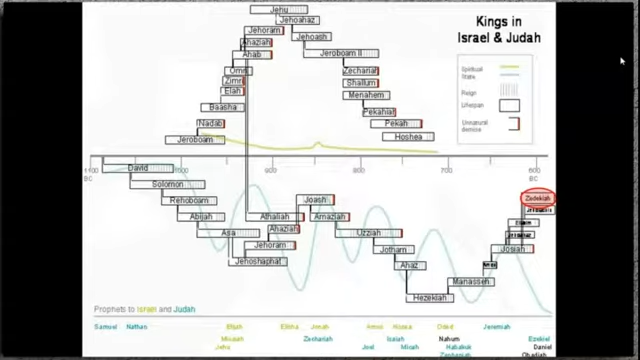 Kings in
Israel & Judah
Spiritual
State
Reign
Lifespan
Unnatural
demise
Jehu
Jehoahaz
Jehoram
Jehoash
Ahaziah
Jeroboam II
Ahab
Omri
Zechariah
Zimri
Shallum
Elah
Menahem
Baasha
Pekahiah
Nadab
Pekah
Jeroboam
Hoshea
BC
900
800
700
600
BC
David
Solomon
Rehoboam
Abijah
Asa
Jehoshaphat
Jehoram
Ahaziah
Athaliah
Joash
Amaziah
Uzziah
Jotham
Ahaz
Hezekiah
Manasseh
Josiah
Zedekiah
Prophets to Israel and Judah
Samuel Nathan Elijah Elisha Jonah Amos Hosea Oded Jeremiah
Micaiah Zechariah Isaiah Nahum Ezekiel
Jehu Joel Micah Habakuk Daniel
Zephaniah Obadiah